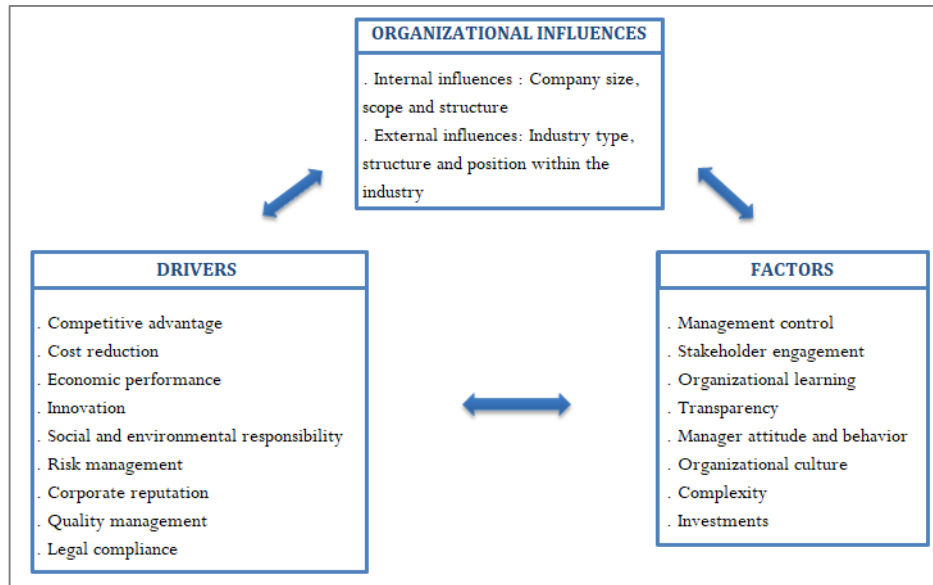 ORGANIZATIONAL INFLUENCES
. Internal influences : Company size,
scope and structure
. External influences: Industry type,
structure and position within the
industry
DRIVERS
. Competitive advantage
. Cost reduction
. Economic performance
. Innovation
. Social and environmental responsibility
. Risk management
. Corporate reputation
. Quality management
. Legal compliance
FACTORS
. Management control
. Stakeholder engagement
. Organizational learning
. Transparency
. Manager attitude and behavior
. Organizational culture
. Complexity
. Investments